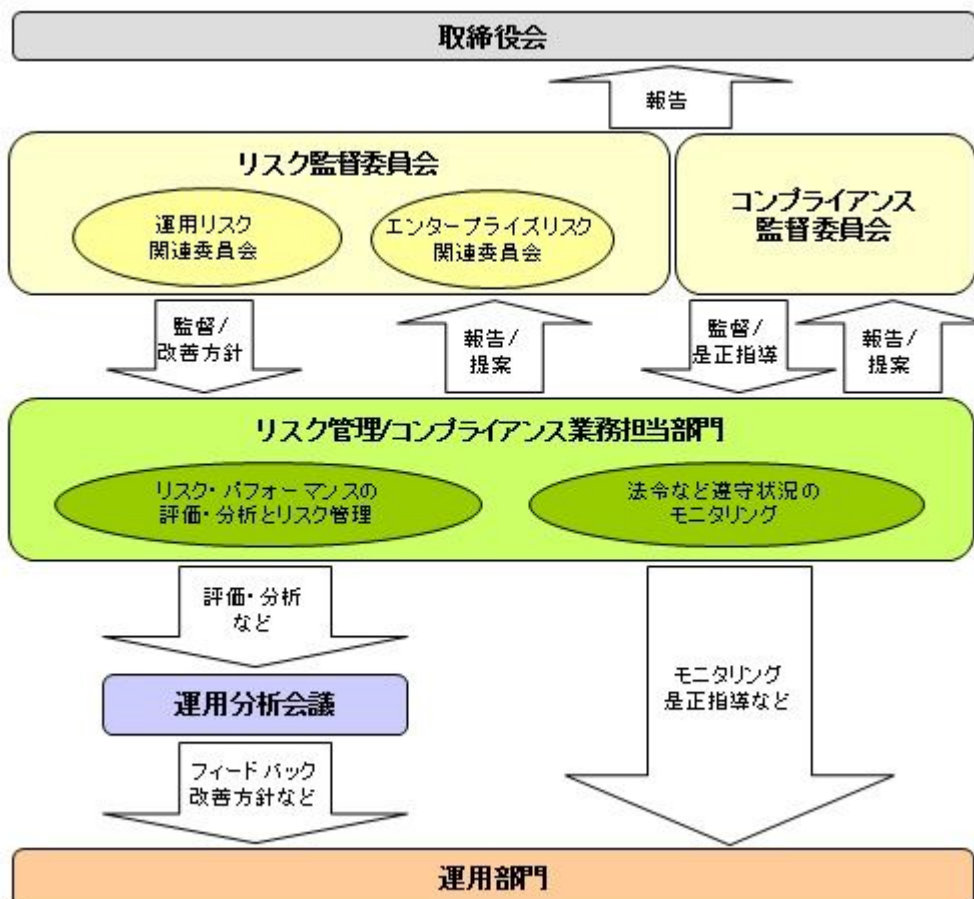 取締役会
報告
リスク監督委員会
運用リスク
関連委員会
エンタープライズリスク
関連委員会
コンプライアンス
監督委員会
監督/
改善方針
報告/
提案
監督/
是正指導
報告/
提案
リスク管理/コンプライアンス業務担当部門
リスク・パフォーマンスの
評価・分析とリスク管理
法令など遵守状況の
モニタリング
評価・分析
など
運用分析会議
モニタリング
是正指導など
フィードバック
改善方針など
運用部門